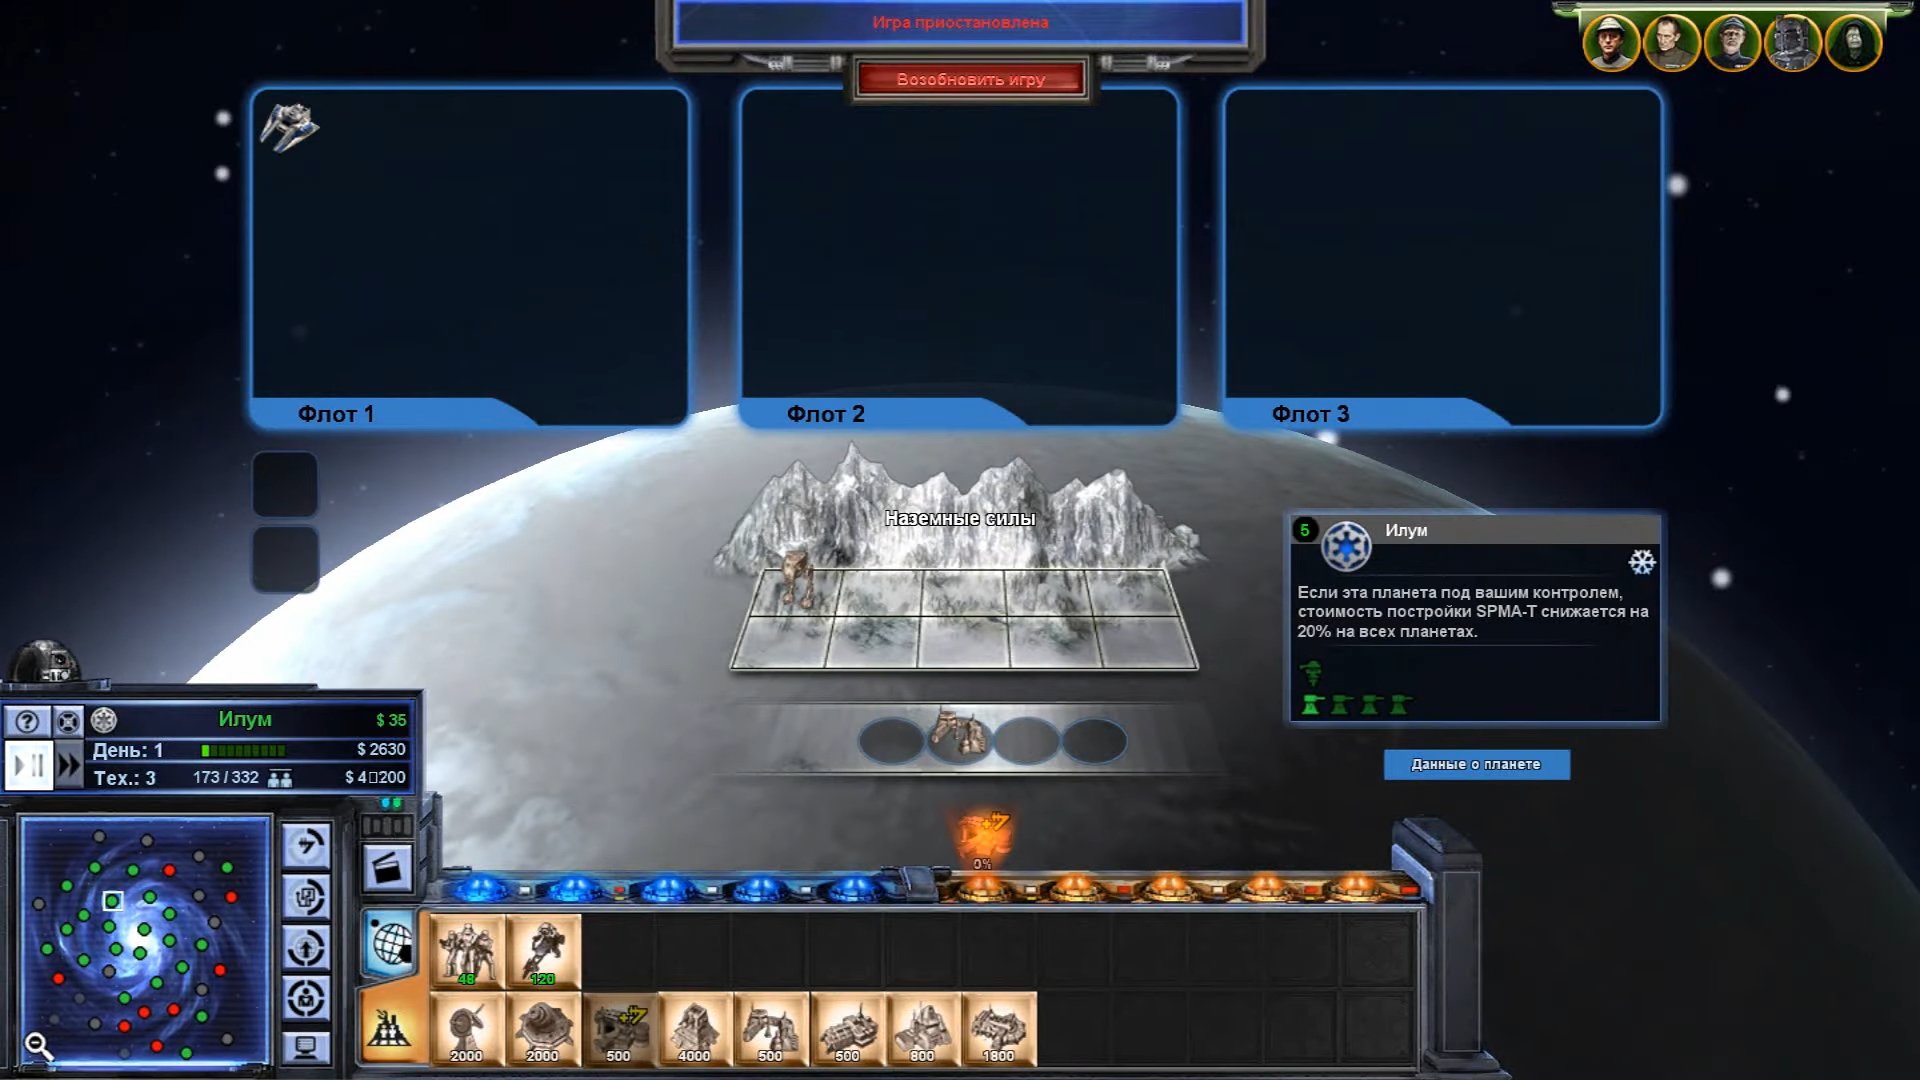 Игра приостановлена
Возобновить игру
Флот 1
Флот 2
Флот 3
Наземные силы
5
Илум
Если эта планета под вашим контролем,
стоимость постройки SPMA-T снижается на
20% на всех планетах.
Данные о планете
?
Илум
$ 35
День: 1
$ 2630
Тех.: 3
173 / 332
$ 4▯200
0%
48
120
2000
2000
500
4000
500
500
800
1800